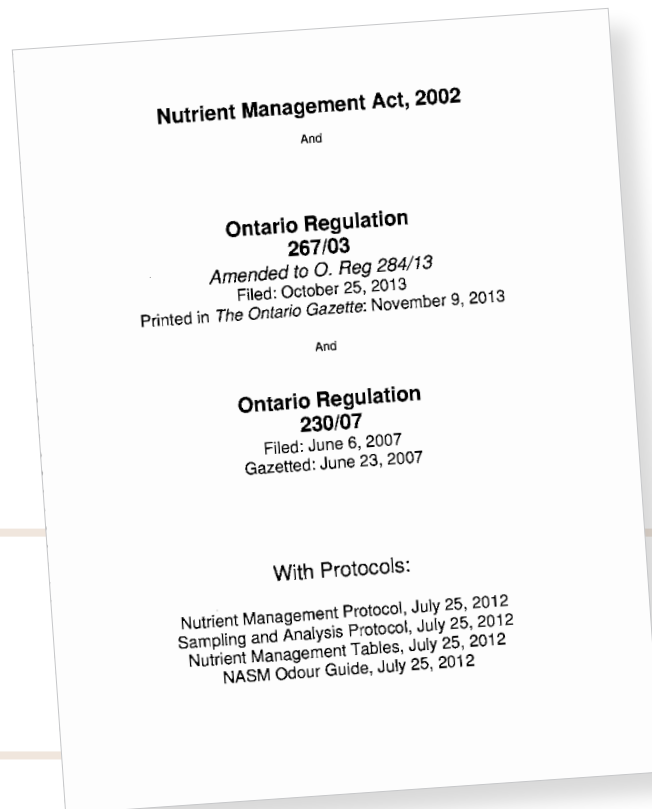 Nutrient Management Act, 2002
And
Ontario Regulation
267/03
Amended to O. Reg 284/13
Filed: October 25, 2013
Printed in The Ontario Gazette: November 9, 2013
And
Ontario Regulation
230/07
Filed: June 6, 2007
Gazetted: June 23, 2007
With Protocols:
Nutrient Management Protocol, July 25, 2012
Sampling and Analysis Protocol, July 25, 2012
Nutrient Management Tables, July 25, 2012
NASM Odour Guide, July 25, 2012